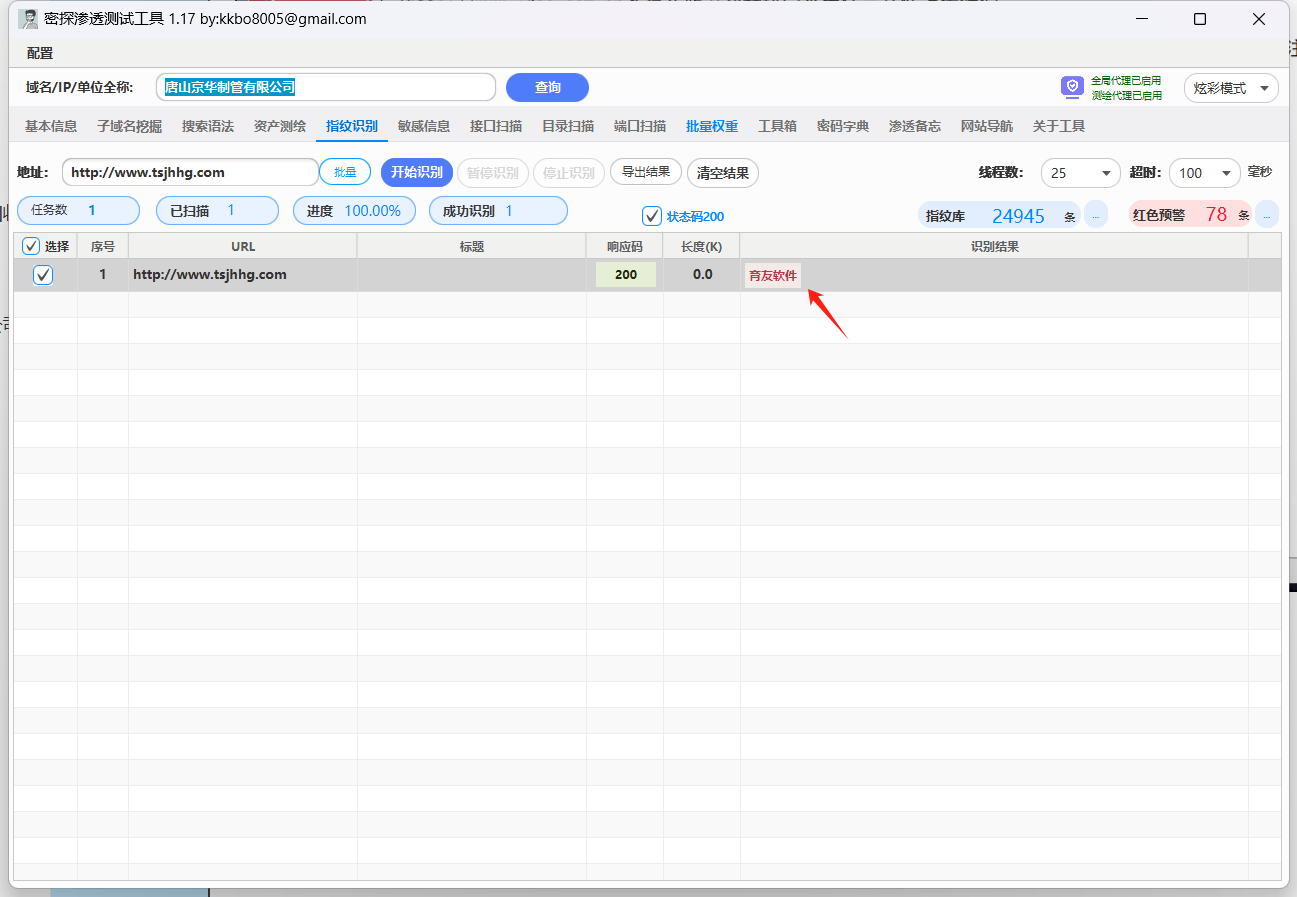 密探渗透测试工具 1.17 by:kkbo8005@gmail.com
配置
域名/IP/单位全称: 唐山京华制管有限公司 查询 全局代理已启用 测绘代理已启用 炫彩模式
基本信息 子域名挖掘 搜索语法 资产测绘 指纹识别 敏感信息 接口扫描 目录扫描 端口扫描 批量权重 工具箱 密码字典 渗透备忘 网站导航 关于工具
地址: http://www.tsjhhg.com 批量 开始识别 暂停识别 停止识别 导出结果 清空结果 线程数: 25 超时: 100 毫秒
任务数 1 已扫描 1 进度 100.00% 成功识别 1 状态码200 指纹库 24945 条 ... 红色预警 78 条 ...
选择 序号 URL 标题 响应码 长度(K) 识别结果
1 http://www.tsjhhg.com 200 0.0 育友软件